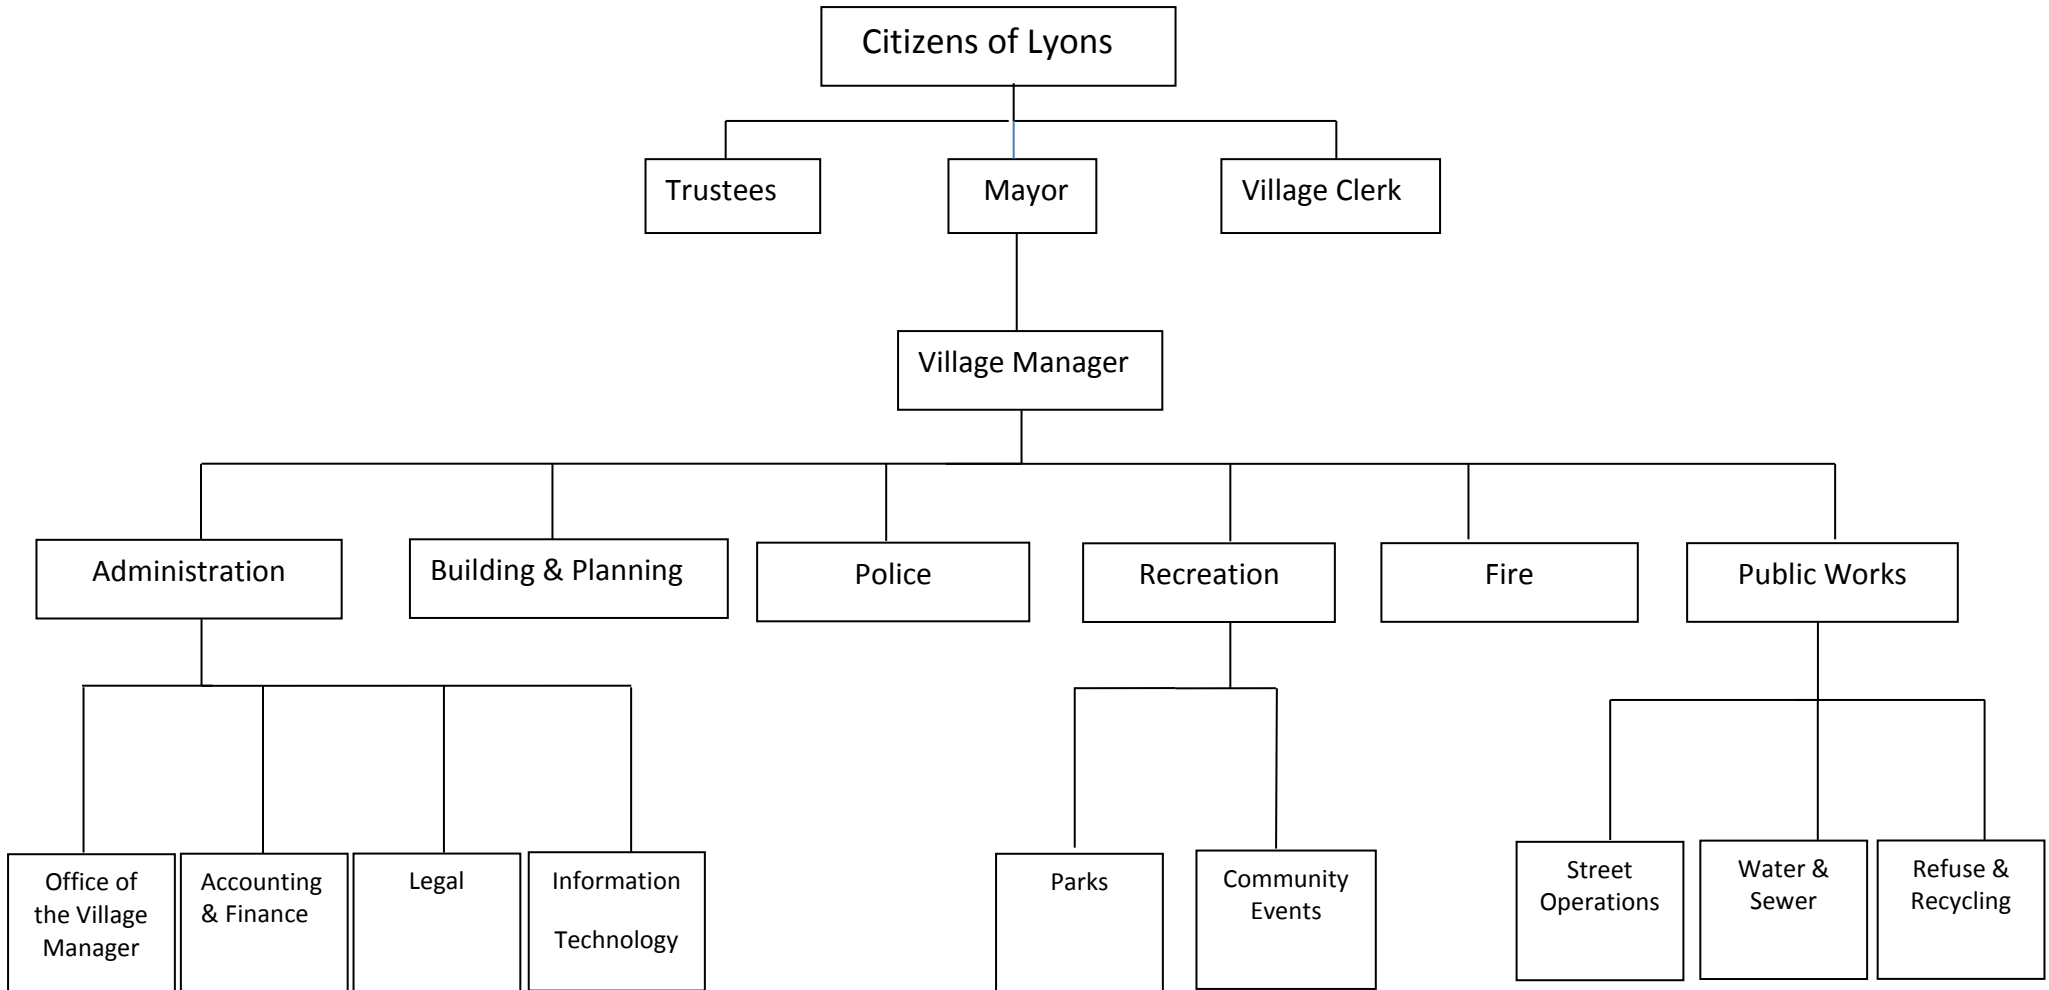 Citizens of Lyons
Trustees
Mayor
Village Clerk
Village Manager
Administration
Building & Planning
Police
Recreation
Fire
Public Works
Office of
the Village
Manager
Accounting
& Finance
Legal
Information
Technology
Parks
Community
Events
Street
Operations
Water &
Sewer
Refuse &
Recycling